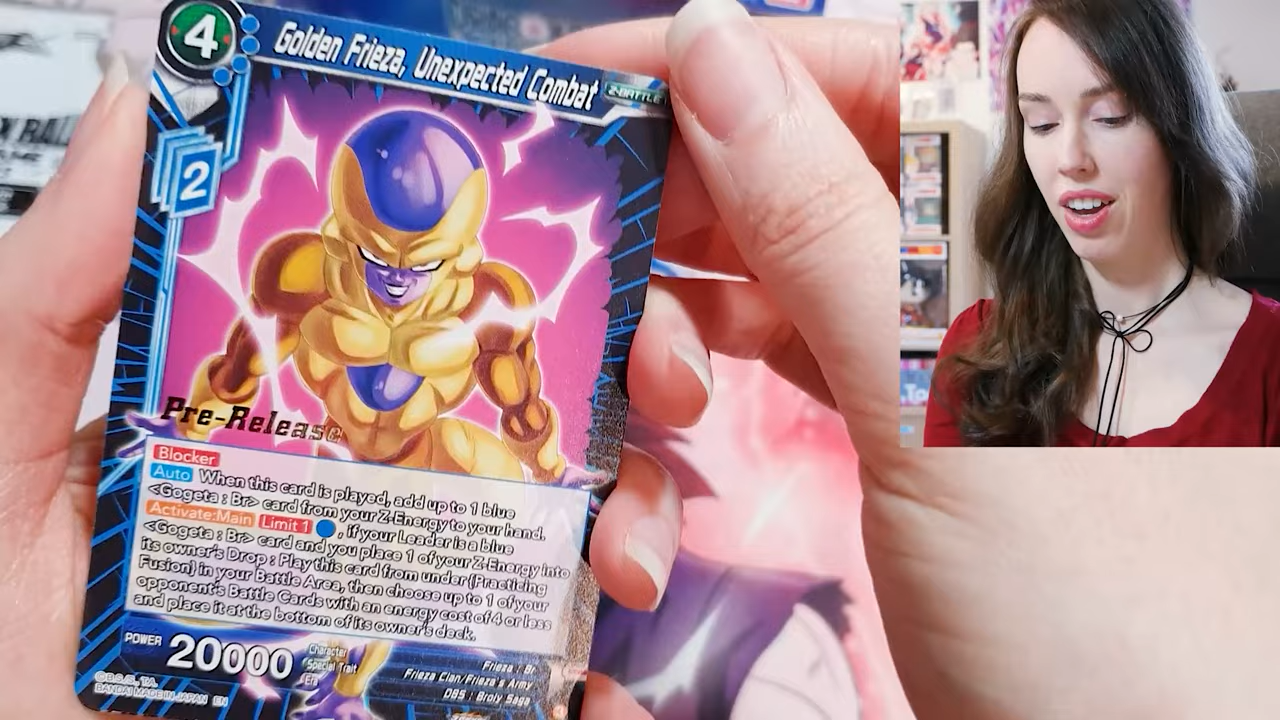 4
Golden Frieza, Unexpected Combat
Z-BATTLE
2
Pre-Release
Blocker
Auto When this card is played, add up to 1 blue
<Gogeta : Br> card from your Z-Energy to your hand.
Activate:Main Limit 1 , if your Leader is a blue
<Gogeta : Br> card and you place 1 of your Z-Energy into
its owner's Drop : Play this card from under {Practicing
Fusion} in your Battle Area, then choose up to 1 of your
opponent's Battle Cards with an energy cost of 4 or less
and place it at the bottom of its owner's deck.
POWER 20000
Character
Special Trait
Era
Frieza : Br
Frieza Clan/Frieza's Army
DBS : Broly Saga
©B.S./S., T.A.
BANDAI MADE IN JAPAN EN